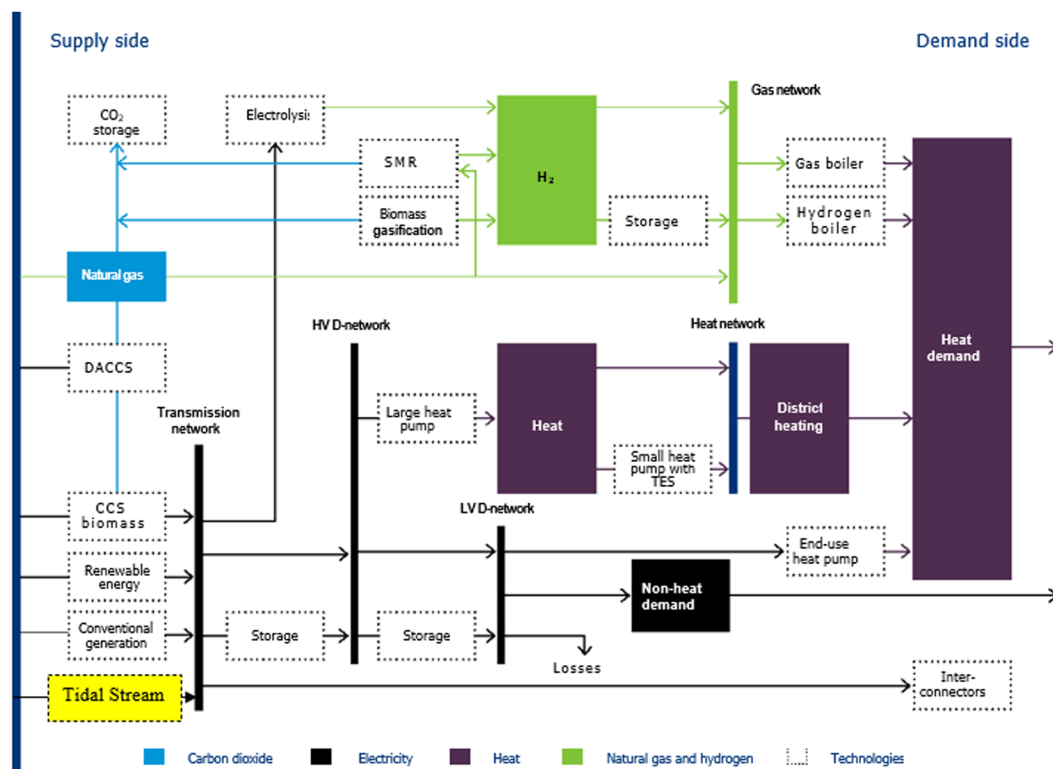 Supply side
Demand side
CO₂
storage
Electrolysis
SMR
Biomass
gasification
H₂
Storage
Gas network
Gas boiler
Hydrogen
boiler
Natural gas
DACCS
HV D-network
Heat network
Large heat
pump
Heat
Small heat
pump with
TES
District
heating
Heat
demand
Transmission
network
CCS
biomass
LV D-network
Renewable
energy
End-use
heat pump
Non-heat
demand
Conventional
generation
Storage
Storage
Losses
Tidal Stream
Inter-
connectors
Carbon dioxide
Electricity
Heat
Natural gas and hydrogen
Technologies